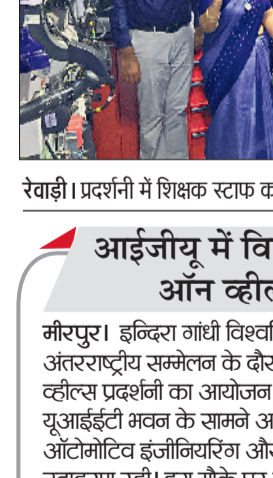 रेवाड़ी। प्रदर्शनी में शिक्षक स्टाफ
आईजीयू में
ऑन
मीरपुर। इन्दिरा गांधी
अंतरराष्ट्रीय सम्मेलन के
व्हील्स प्रदर्शनी का आयोजन
यूआईईटी भवन के सामने
ऑटोमोटिव इंजीनियरिंग